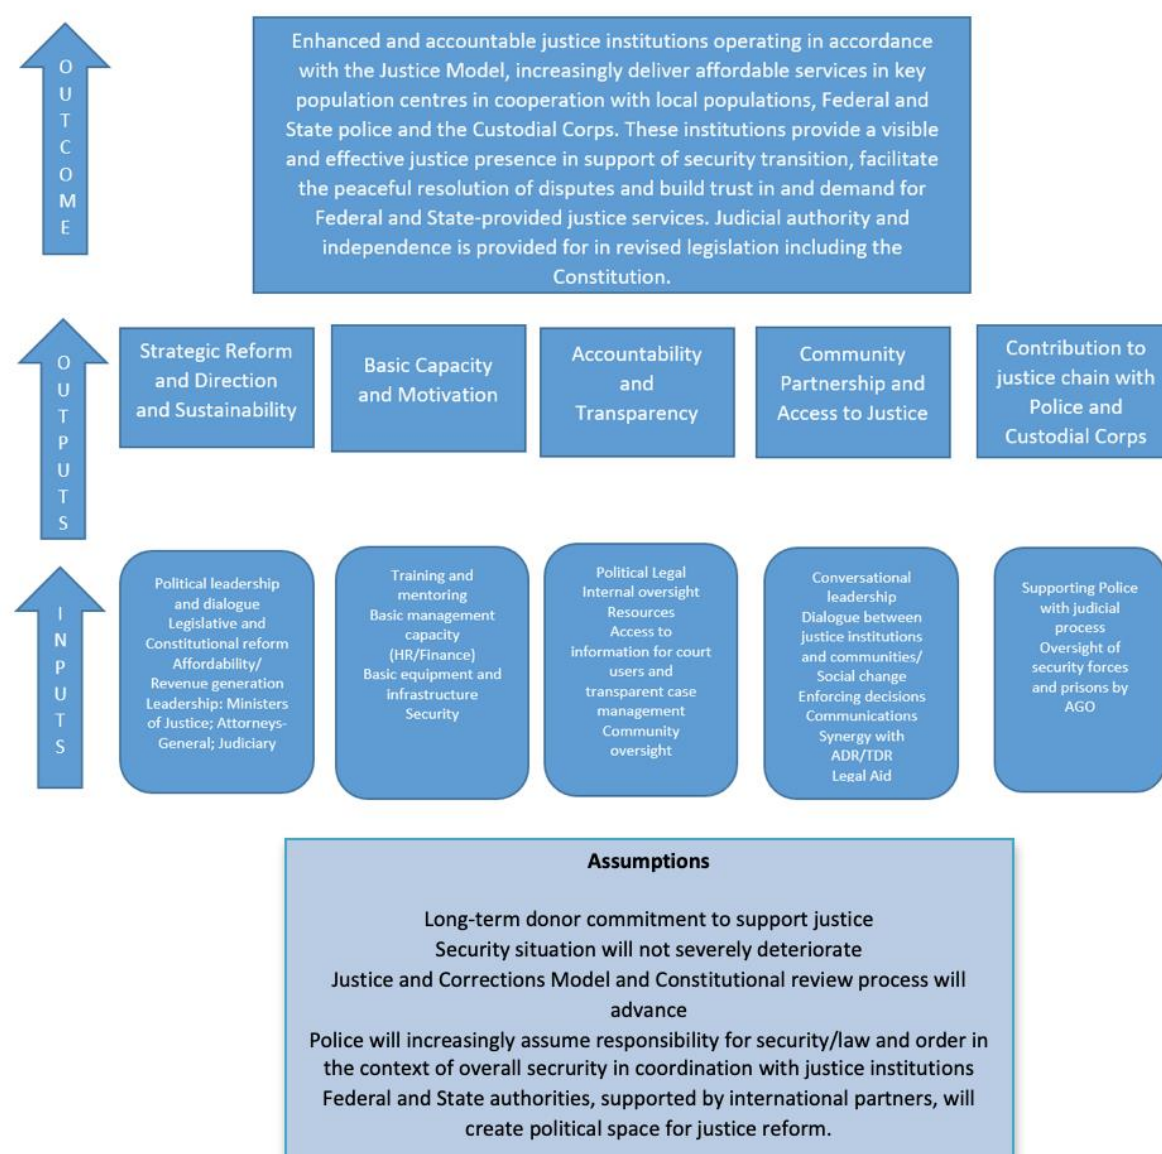 OUTCOME
Enhanced and accountable justice institutions operating in accordance
with the Justice Model, increasingly deliver affordable services in key
population centres in cooperation with local populations, Federal and
State police and the Custodial Corps. These institutions provide a visible
and effective justice presence in support of security transition, facilitate
the peaceful resolution of disputes and build trust in and demand for
Federal and State-provided justice services. Judicial authority and
independence is provided for in revised legislation including the
Constitution.
OUTPUTS
Strategic Reform
and Direction
and Sustainability
Basic Capacity
and Motivation
Accountability
and
Transparency
Community
Partnership and
Access to Justice
Contribution to
justice chain with
Police and
Custodial Corps
INPUTS
Political leadership
and dialogue
Legislative and
Constitutional reform
Affordability/
Revenue generation
Leadership: Ministers
of Justice; Attorneys-
General; Judiciary
Training and
mentoring
Basic management
capacity
(HR/Finance)
Basic equipment and
infrastructure
Security
Political Legal
Internal oversight
Resources
Access to
information for court
users and
transparent case
management
Community
oversight
Conversational
leadership
Dialogue between
justice institutions
and communities/
Social change
Enforcing decisions
Communications
Synergy with
ADR/TDR
Legal Aid
Supporting Police
with judicial
process
Oversight of
security forces
and prisons by
AGO
Assumptions
Long-term donor commitment to support justice
Security situation will not severely deteriorate
Justice and Corrections Model and Constitutional review process will
advance
Police will increasingly assume responsibility for security/law and order in
the context of overall secrurity in coordination with justice institutions
Federal and State authorities, supported by international partners, will
create political space for justice reform.